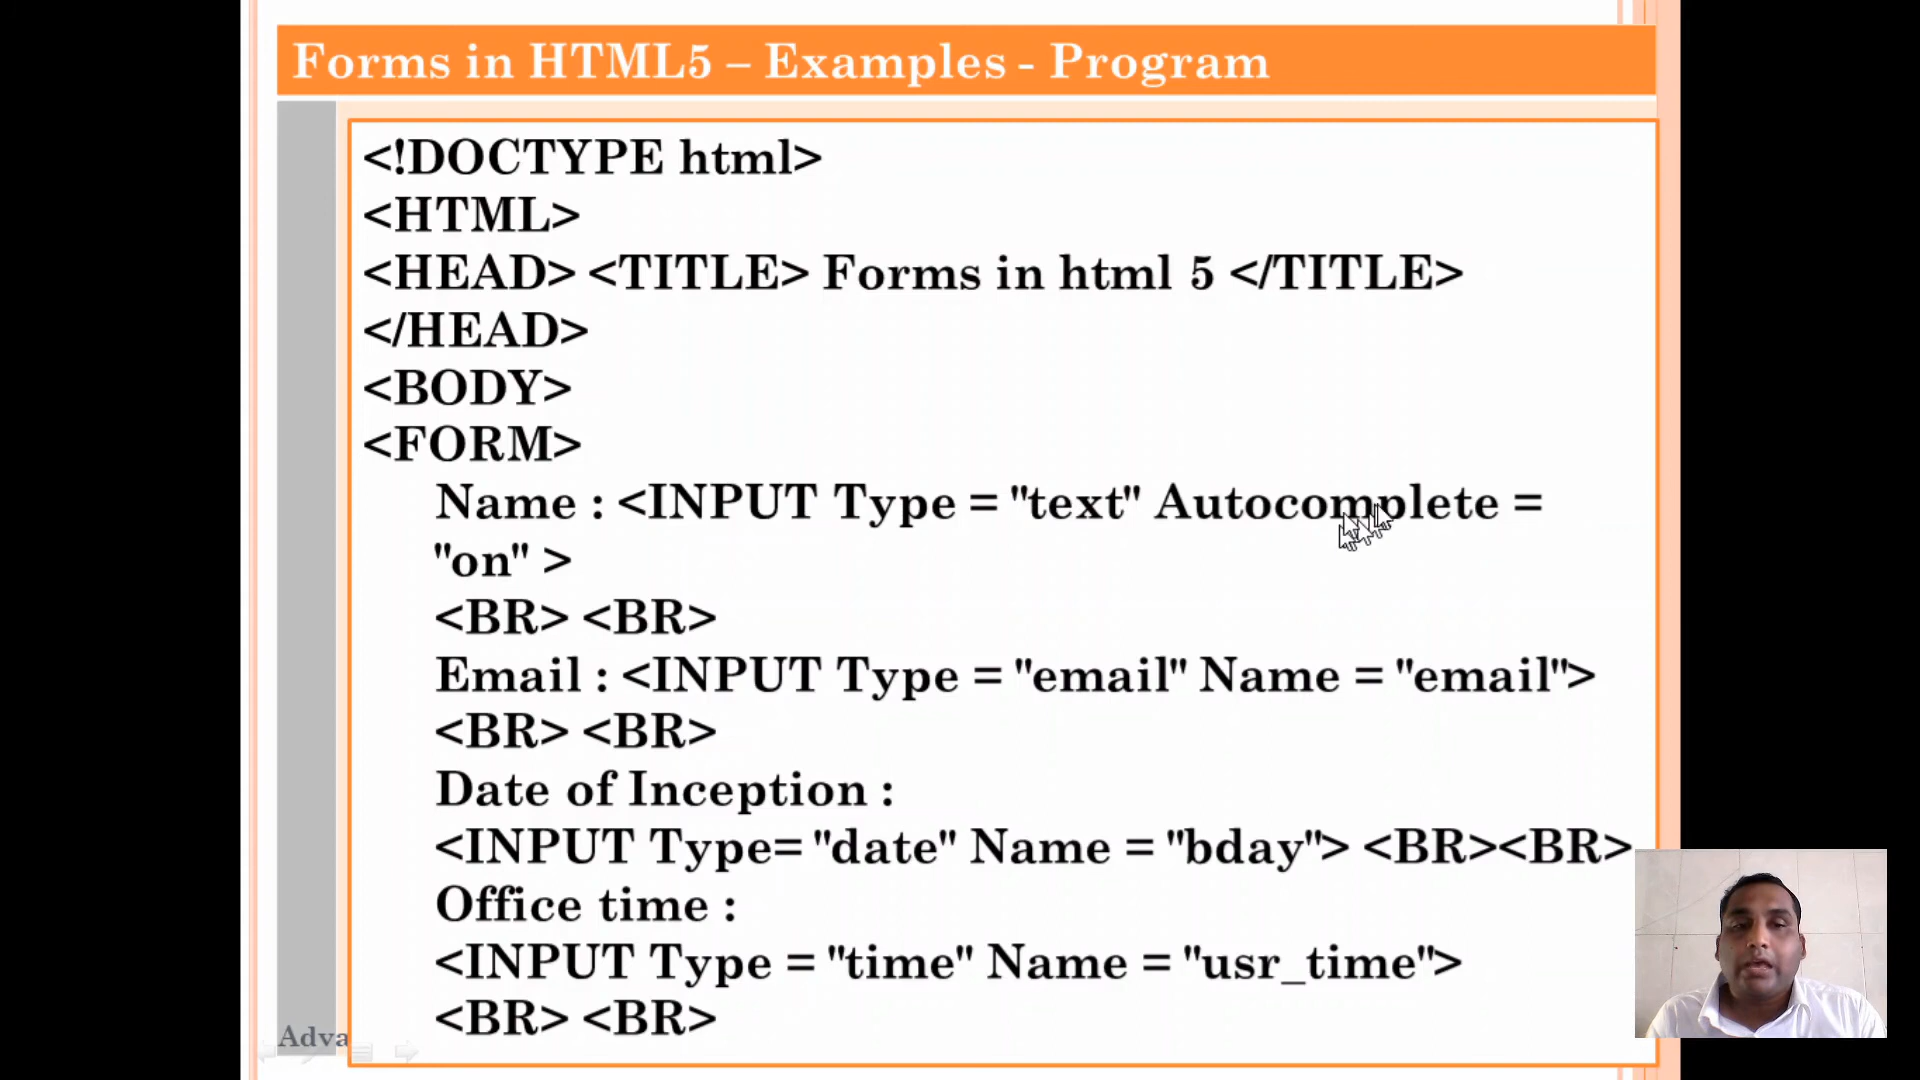 Forms in HTML5 – Examples - Program
<!DOCTYPE html>
<HTML>
<HEAD> <TITLE> Forms in html 5 </TITLE>
</HEAD>
<BODY>
<FORM>
Name : <INPUT Type = "text" Autocomplete =
"on" >
<BR> <BR>
Email : <INPUT Type = "email" Name = "email">
<BR> <BR>
Date of Inception :
<INPUT Type= "date" Name = "bday"> <BR><BR>
Office time :
<INPUT Type = "time" Name = "usr_time">
<BR> <BR>
Adva